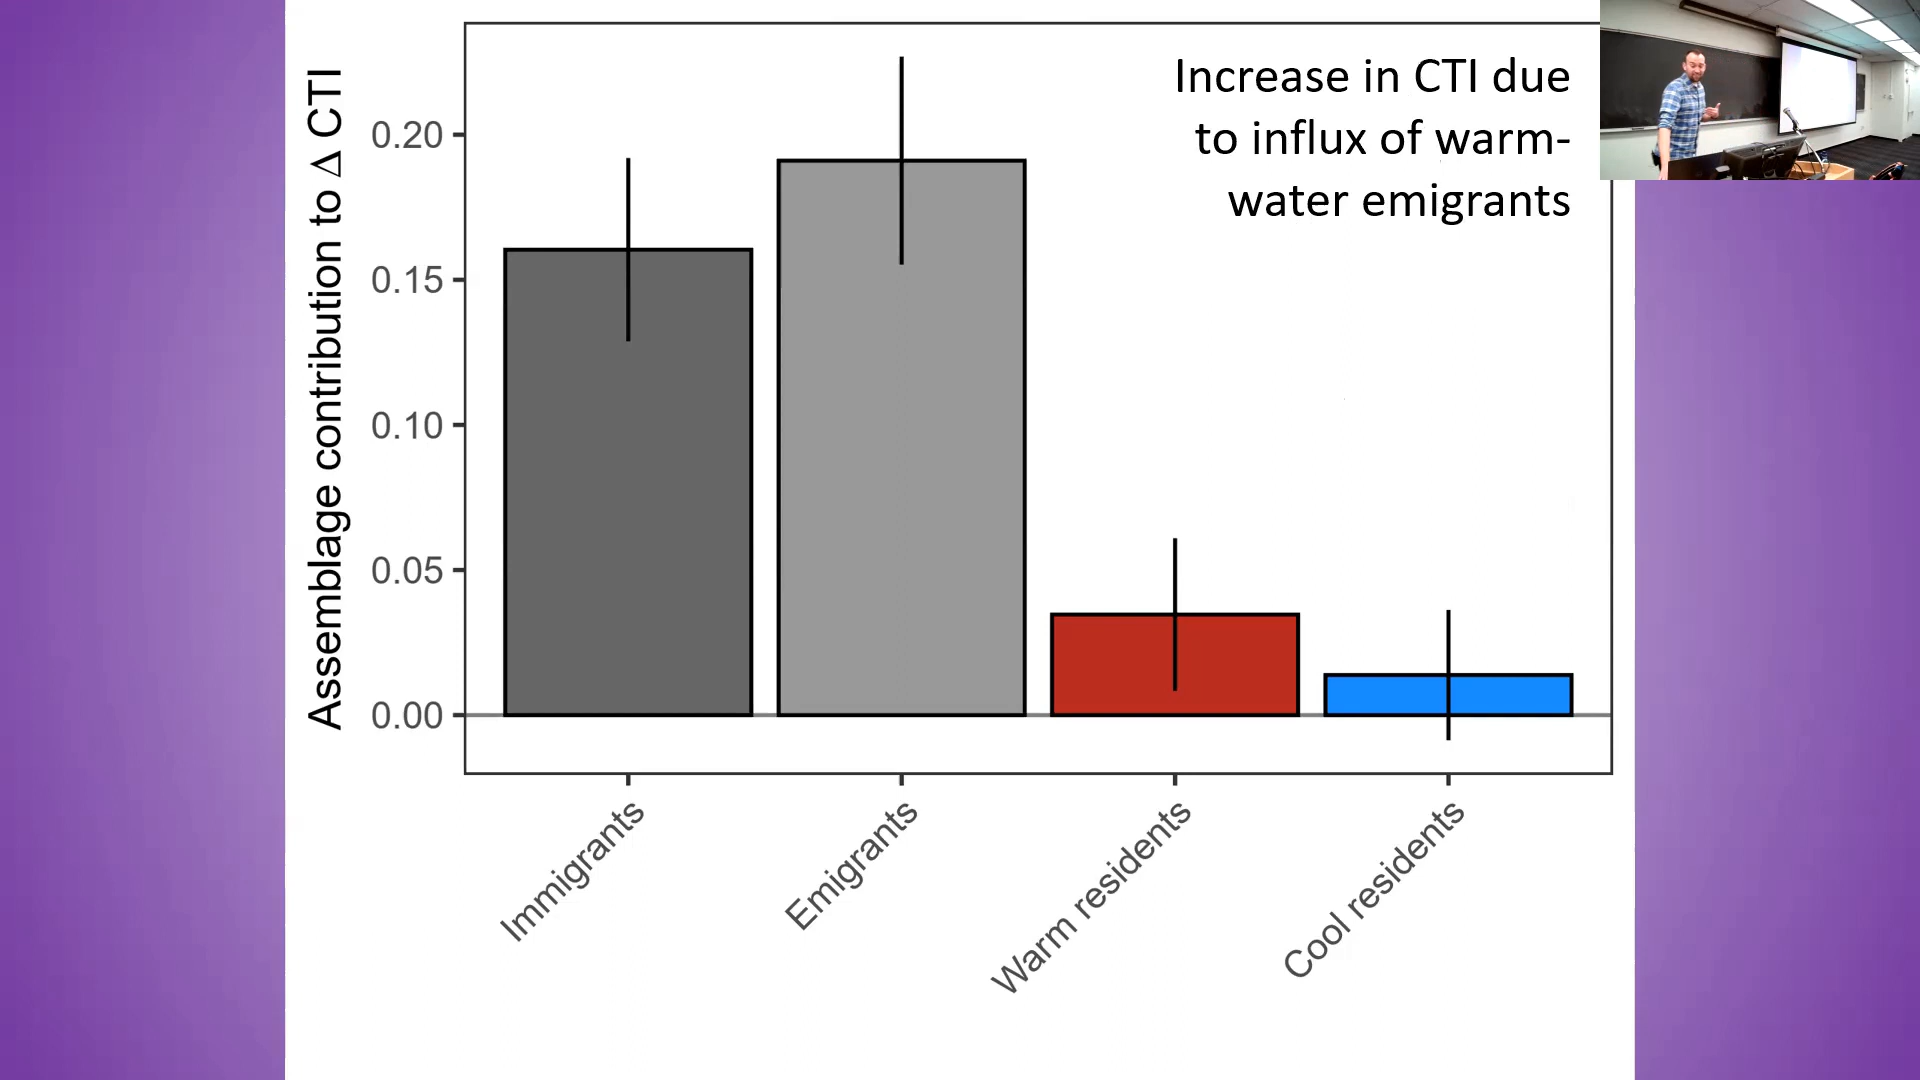 Increase in CTI due
to influx of warm-
water emigrants
Assemblage contribution to Δ CTI
0.20
0.15
0.10
0.05
0.00
Immigrants
Emigrants
Warm residents
Cool residents